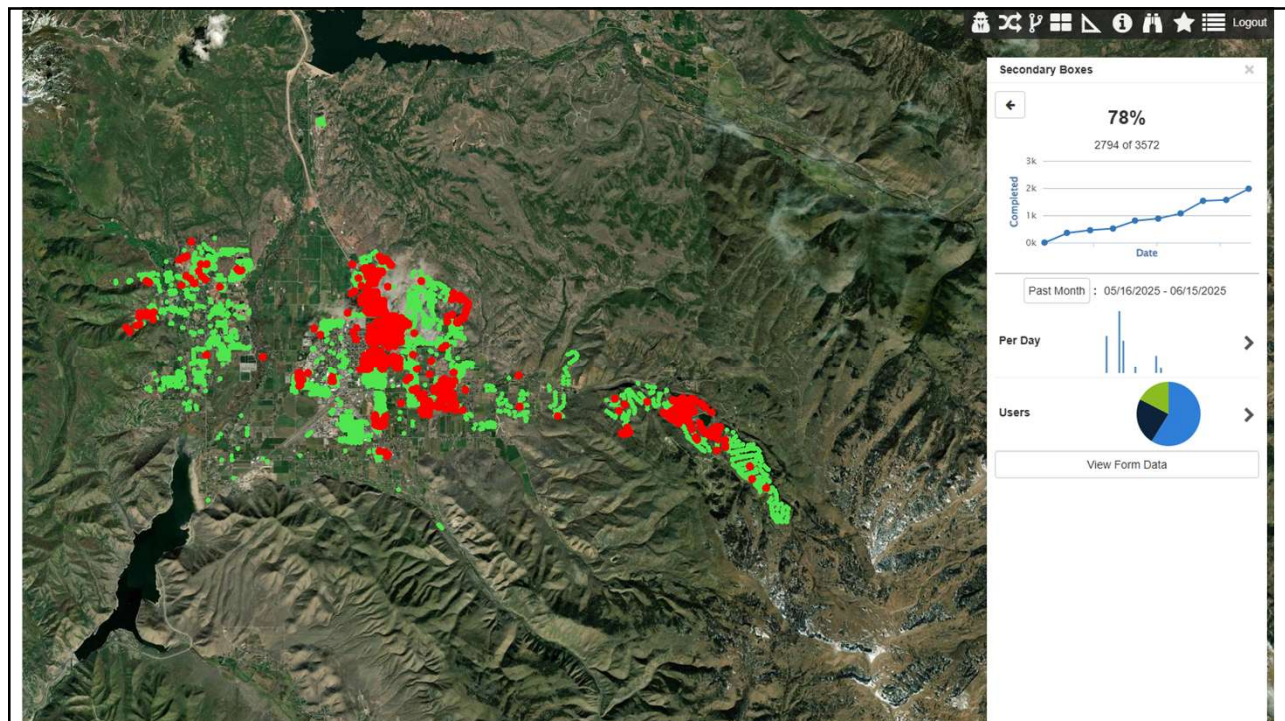 Logout
Secondary Boxes
78%
2794 of 3572
3k
2k
1k
0k
Completed
Date
Past Month : 05/16/2025 - 06/15/2025
Per Day
Users
View Form Data